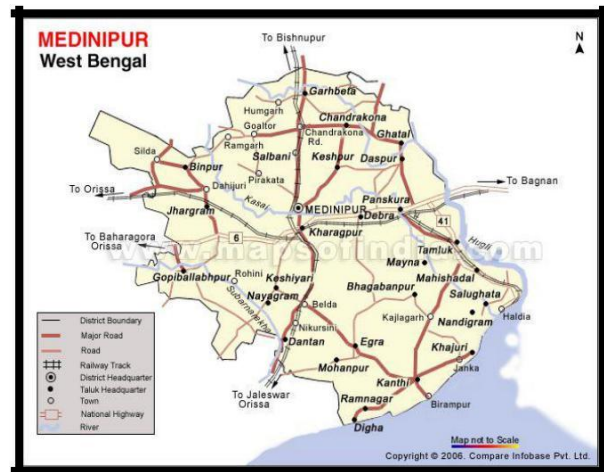 MEDINIPUR
West Bengal
To Bishnupur
N
Garhbeta
Humgarh
Chandrakona
Goaltor
Chandrakona
Rd.
Ghatal
Ramgarh
Silda
Salbani
Keshpur
Daspur
Binpur
Pirakata
Dahijuri
To Orissa
Kasai
To Bagnan
Panskura
MEDINIPUR
Jhargram
Debra
41
Kharagpur
Hugli
To Baharagora
Orissa
6
Tamluk
www.mapsofindia.com
Mayna
Mahishadal
Gopiballabhpur
Rohini
Keshiyari
Bhagabanpur
Salughata
Nayagram
Subarnarekha
Belda
Haldia
Kajlagarh
Nandigram
Nikursini
Dantan
Egra
Khajuri
Mohanpur
Janka
Kanthi
To Jaleswar
Orissa
Ramnagar
Birampur
Digha
District Boundary
Major Road
Road
Railway Track
District Headquarter
Taluk Headquarter
Town
National Highway
River
Map not to Scale
Copyright © 2006. Compare Infobase Pvt. Ltd.